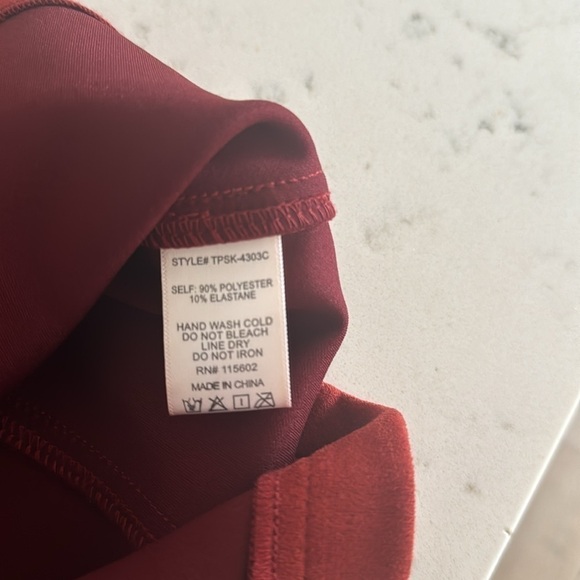 STYLE# TPSK-4303C
SELF: 90% POLYESTER
10% ELASTANE
HAND WASH COLD
DO NOT BLEACH
LINE DRY
DO NOT IRON
RN# 115602
MADE IN CHINA